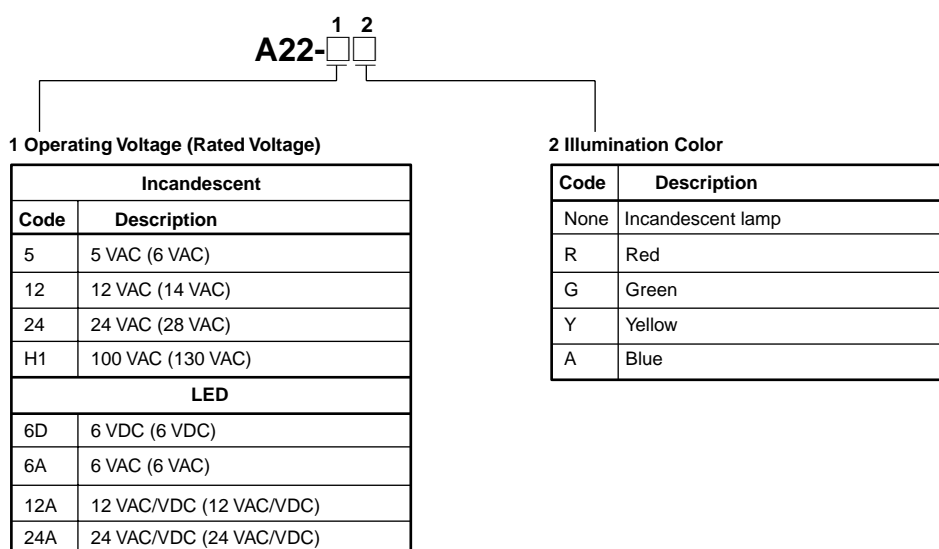 1 2
A22-□□
1 Operating Voltage (Rated Voltage)
Incandescent
Code Description
5 5 VAC (6 VAC)
12 12 VAC (14 VAC)
24 24 VAC (28 VAC)
H1 100 VAC (130 VAC)
LED
6D 6 VDC (6 VDC)
6A 6 VAC (6 VAC)
12A 12 VAC/VDC (12 VAC/VDC)
24A 24 VAC/VDC (24 VAC/VDC)
2 Illumination Color
Code Description
None Incandescent lamp
R Red
G Green
Y Yellow
A Blue